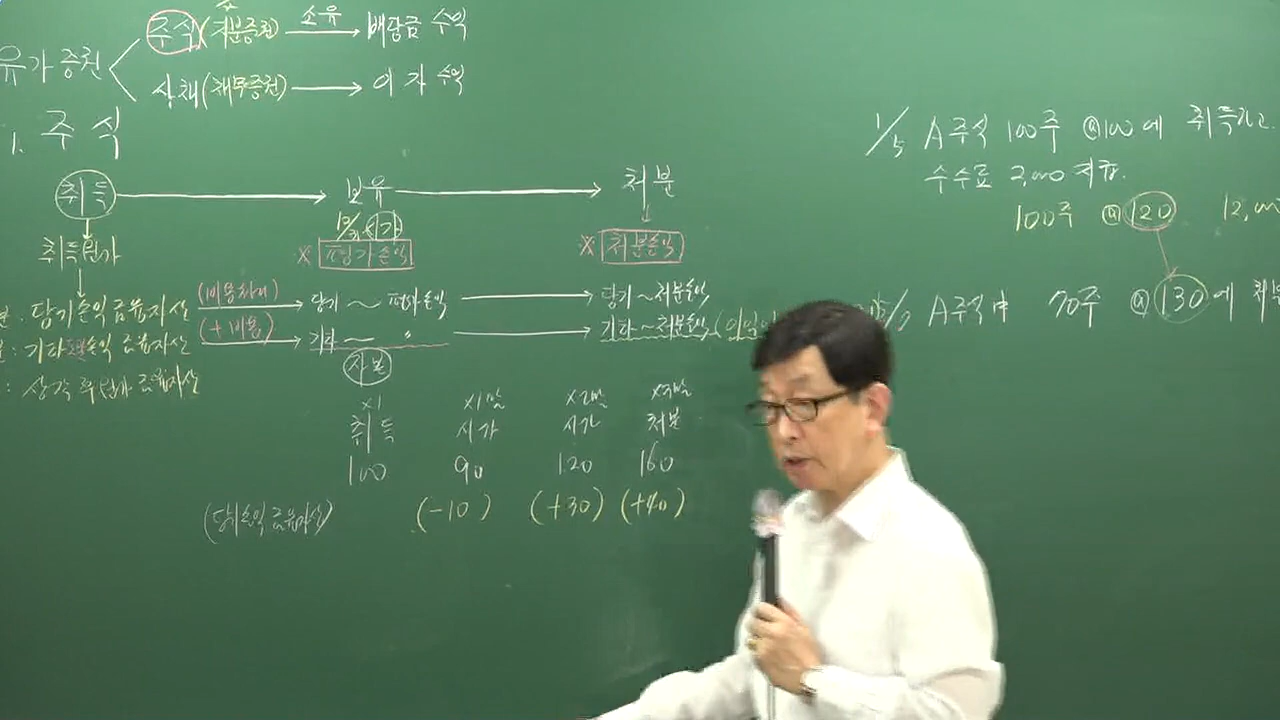 유가증권
주식(지분증권) → 소유 배당금 수익
사채(채무증권) → 이자 수익
1. 주식
취득 → 보유 → 처분
12/31 시가
취득원가
※ 평가손익
※ 처분손익
: 당기손익 금융자산 (비용처리) → 당기 ~ 평가손익 → 당기~처분손익
: 기타포괄손익 금융자산 (+비용) → 기타 ~ 〃 → 기타~처분손익(
: 상각후원가 금융자산
자본
×1 ×1말 ×2말 ×3말
취득 시가 시가 처분
100 90 120 160
(당기손익 금융자산) (-10) (+30) (+40)
1/5 A주식 100주 @100에 취득하고
수수료 2,000 지급.
100주 @120
A주식 中 70주 @130에